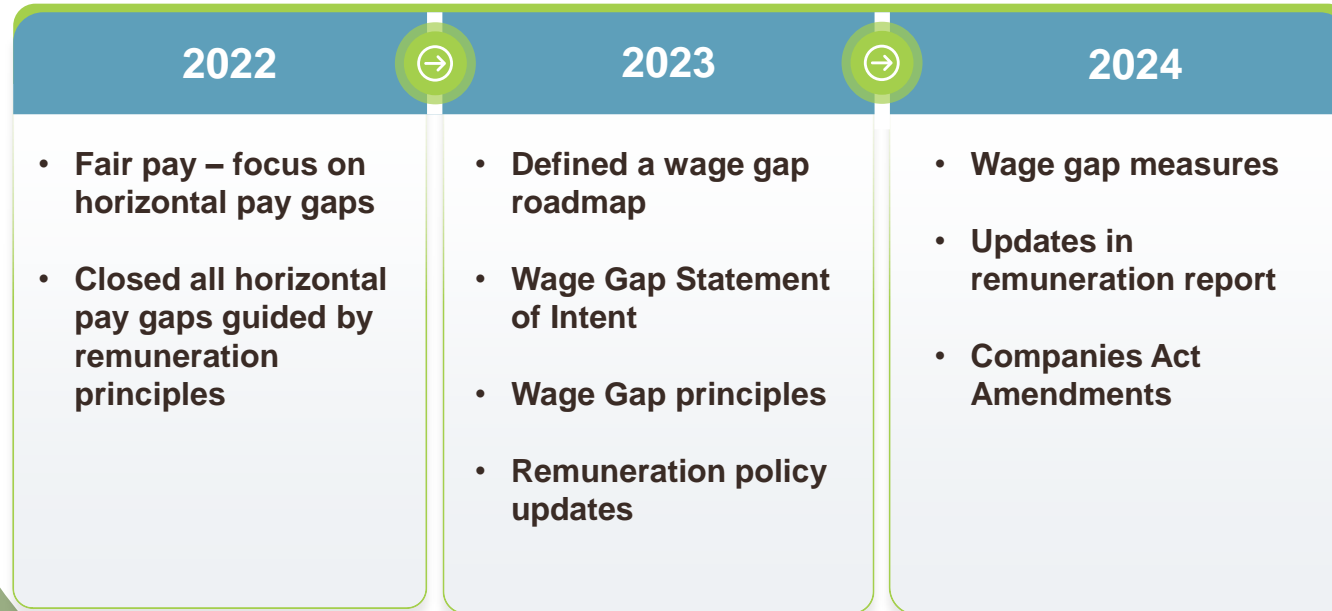 2022
• Fair pay – focus on
horizontal pay gaps
• Closed all horizontal
pay gaps guided by
remuneration
principles
2023
• Defined a wage gap
roadmap
• Wage Gap Statement
of Intent
• Wage Gap principles
• Remuneration policy
updates
2024
• Wage gap measures
• Updates in
remuneration report
• Companies Act
Amendments